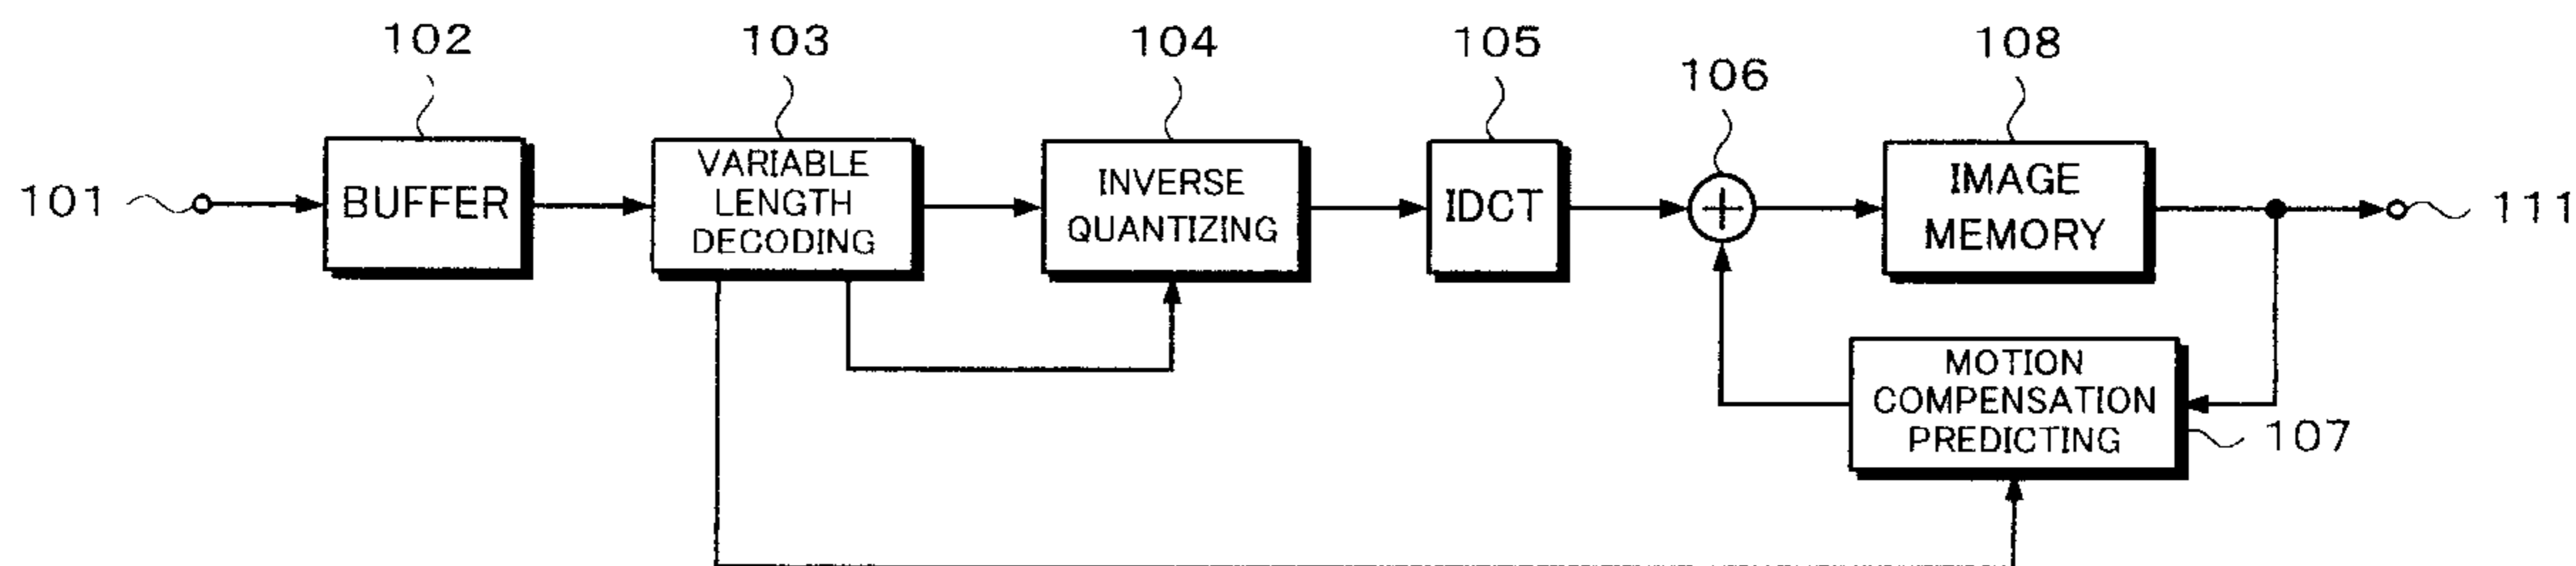 102
103
104
105
106
108
101
BUFFER
VARIABLE
LENGTH
DECODING
INVERSE
QUANTIZING
IDCT
IMAGE
MEMORY
111
MOTION
COMPENSATION
PREDICTING
107